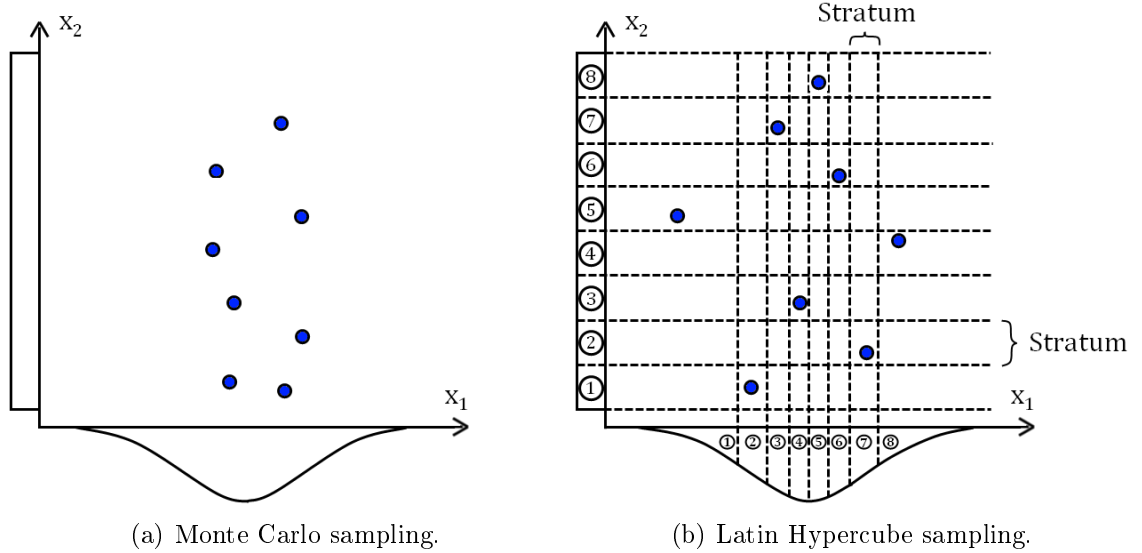 X2
X1
(a) Monte Carlo sampling.
Stratum
X2
⑧
⑦
⑥
⑤
④
③
②
①
Stratum
X1
① ② ③ ④ ⑤ ⑥ ⑦ ⑧
(b) Latin Hypercube sampling.